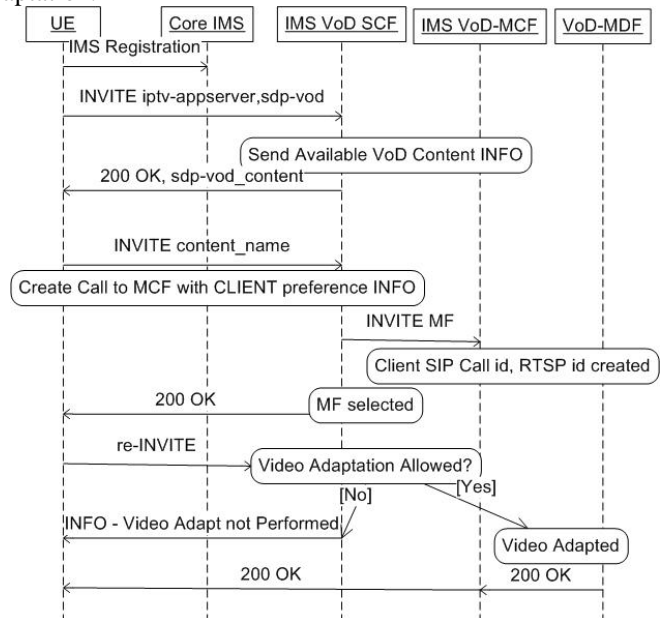 UE
Core IMS
IMS VoD SCF
IMS VoD-MCF
VoD-MDF
IMS Registration
INVITE iptv-appserver,sdp-vod
Send Available VoD Content INFO
200 OK, sdp-vod_content
INVITE content_name
Create Call to MCF with CLIENT preference INFO
INVITE MF
Client SIP Call id, RTSP id created
200 OK
MF selected
re-INVITE
Video Adaptation Allowed?
[No]
[Yes]
INFO - Video Adapt not Performed
Video Adapted
200 OK
200 OK